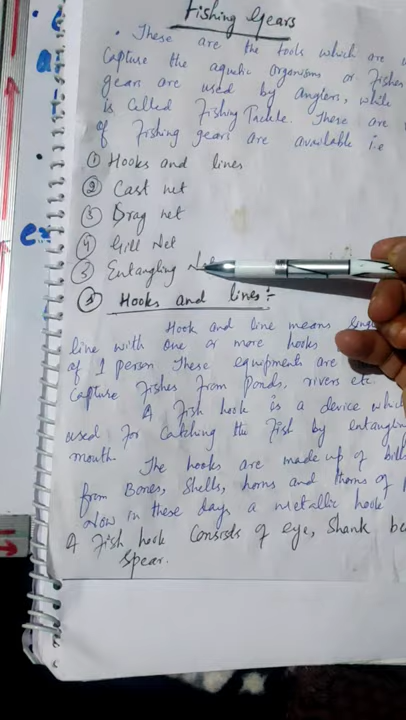 Fishing Gears
• These are the tools which are
Capture the aquatic organisms or Fishes
gears are used by anglers, while
is Called Fishing Tackle. These are
of Fishing gears are available i.e
① Hooks and lines
② Cast net
③ Drag net
④ Gill Net
⑤ Entangling Net
Hooks and lines:-
Hook and line means single
line with one or more hooks
of 1 person These equipments are
Capture Fishes From Ponds, rivers etc.
A Fish hook is a device which
used For Catching the Fish by entangling
mouth
The hooks are made up of
From Bones, Shells, horns and thorns of
Now in these days a metallic hook
A Fish hook Consists of eye, Shank
Spear.